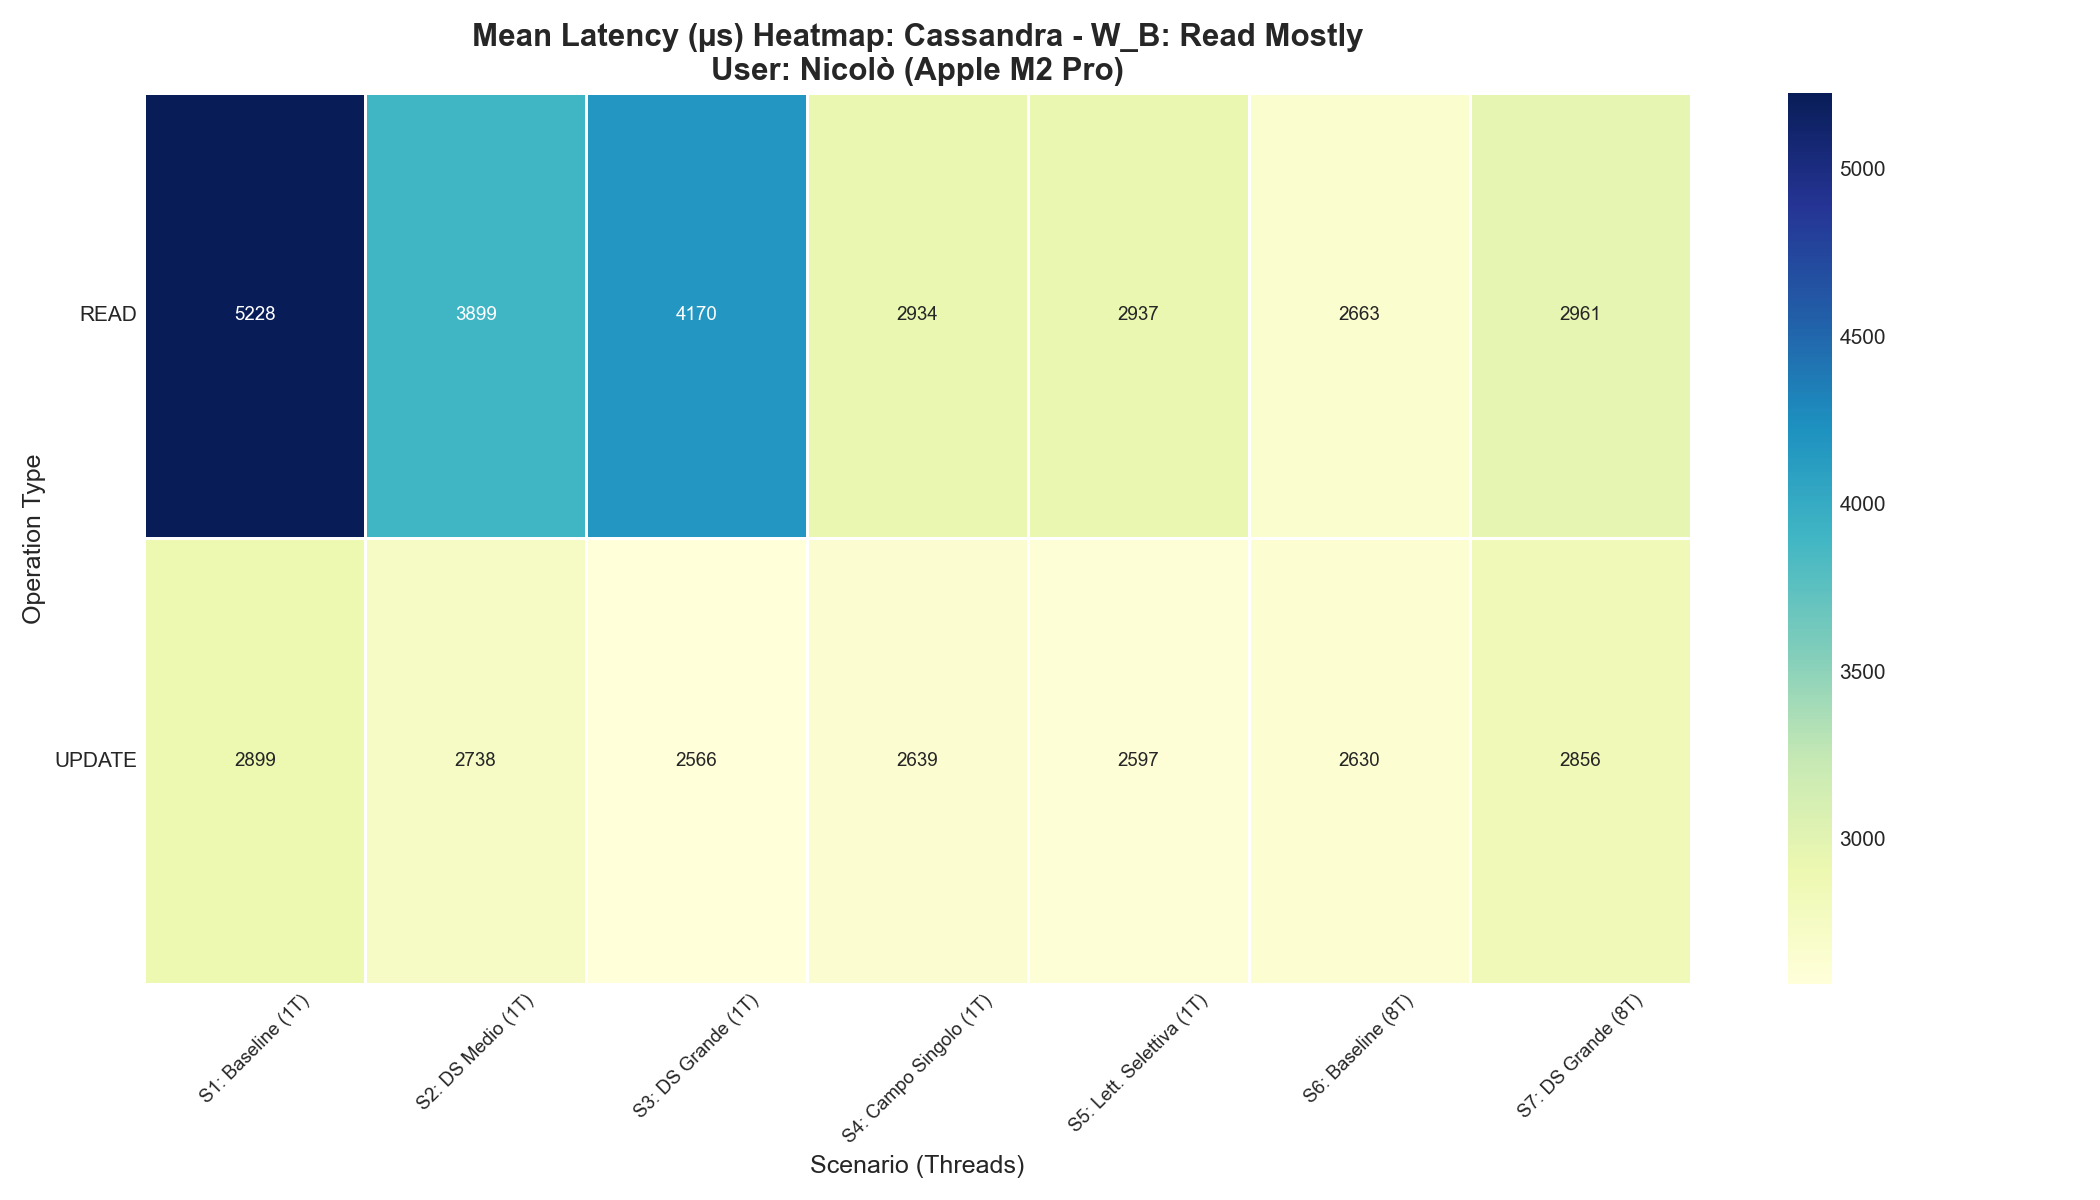 Mean Latency (μs) Heatmap: Cassandra - W_B: Read Mostly
User: Nicolò (Apple M2 Pro)
Operation Type
READ
5228
3899
4170
2934
2937
2663
2961
UPDATE
2899
2738
2566
2639
2597
2630
2856
S1: Baseline (1T)
S2: DS Medio (1T)
S3: DS Grande (1T)
S4: Campo Singolo (1T)
S5: Lett. Selettiva (1T)
S6: Baseline (8T)
S7: DS Grande (8T)
Scenario (Threads)
5000
4500
4000
3500
3000